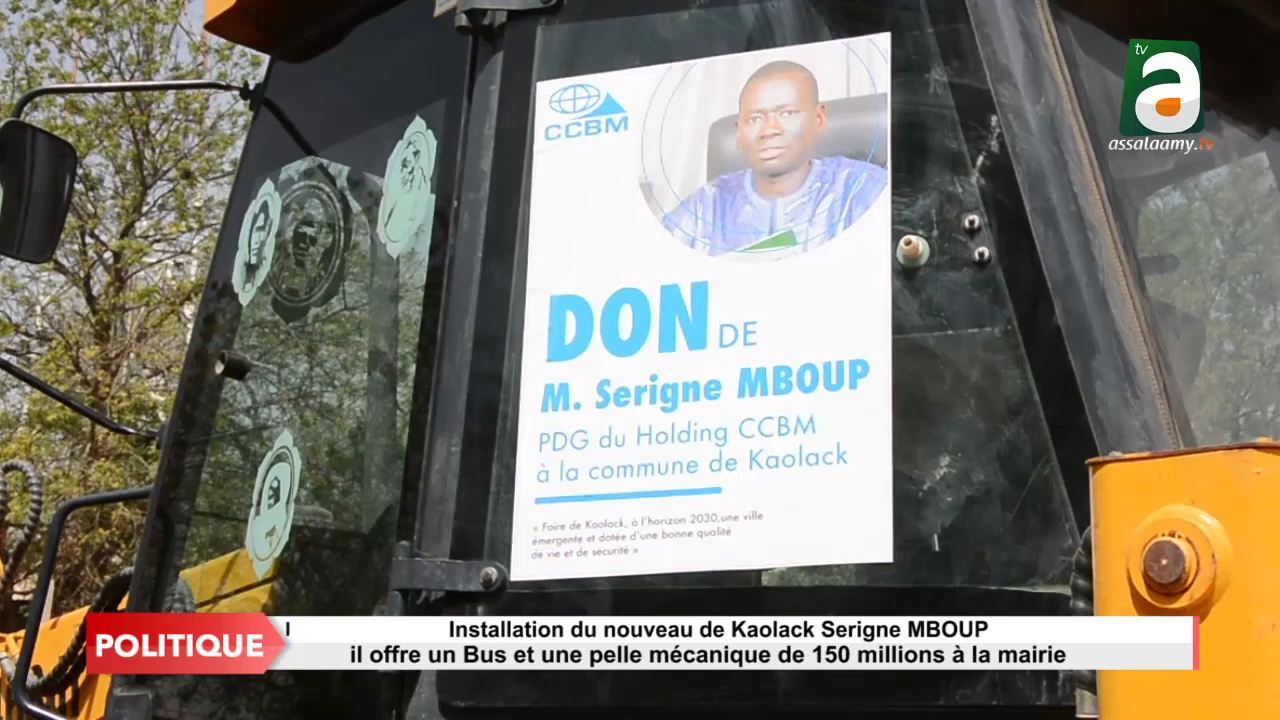 tv
a
assalaamy.tv
CCBM
DON DE
M. Serigne MBOUP
PDG du Holding CCBM
à la commune de Kaolack
« Faire de Kaolack, à l'horizon 2030,une ville
émergente et dotée d'une bonne qualité
de vie et de sécurité »
POLITIQUE
Installation du nouveau de Kaolack Serigne MBOUP
il offre un Bus et une pelle mécanique de 150 millions à la mairie